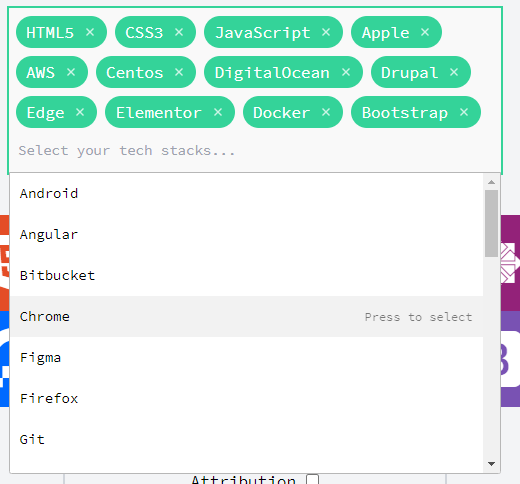 HTML5 × CSS3 × JavaScript × Apple ×
AWS × Centos × DigitalOcean × Drupal ×
Edge × Elementor × Docker × Bootstrap ×
Select your tech stacks...
Android
Angular
Bitbucket
Chrome Press to select
Figma
Firefox
Git
Attribution